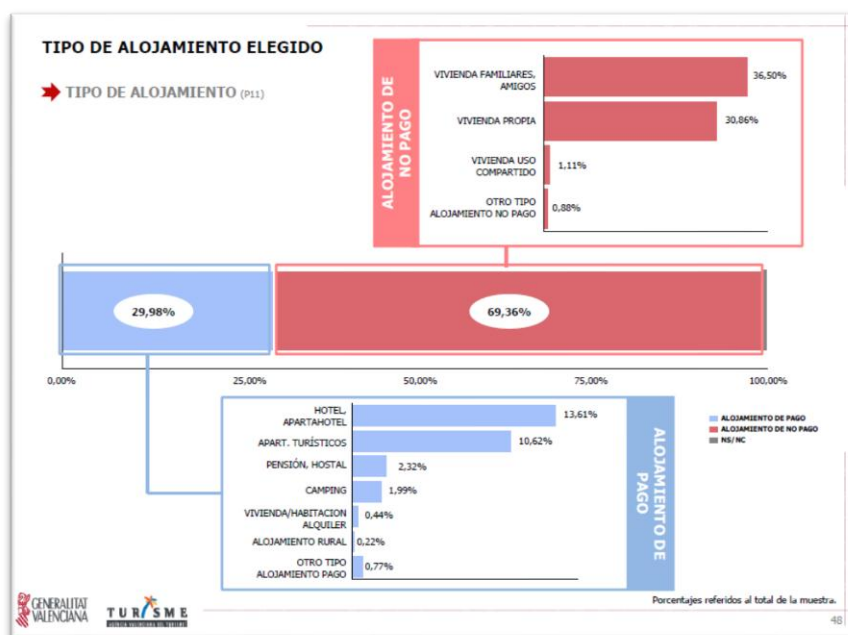 TIPO DE ALOJAMIENTO ELEGIDO
TIPO DE ALOJAMIENTO (P11)
ALOJAMIENTO DE
NO PAGO
VIVIENDA FAMILIARES,
AMIGOS
36,50%
VIVIENDA PROPIA
30,86%
VIVIENDA USO
COMPARTIDO
1,11%
OTRO TIPO
ALOJAMIENTO NO PAGO
0,88%
29,98%
69,36%
0,00%
25,00%
50,00%
75,00%
100,00%
HOTEL,
APARTAHOTEL
13,61%
APART. TURÍSTICOS
10,62%
PENSIÓN, HOSTAL
2,32%
CAMPING
1,99%
VIVIENDA/HABITACION
ALQUILER
0,44%
ALOJAMIENTO RURAL
0,22%
OTRO TIPO
ALOJAMIENTO PAGO
0,77%
ALOJAMIENTO DE
PAGO
ALOJAMIENTO DE PAGO
ALOJAMIENTO DE NO PAGO
NS/NC
Porcentajes referidos al total de la muestra.
GENERALITAT
VALENCIANA
TURISME
AGÈNCIA VALENCIANA DEL TURISME
48